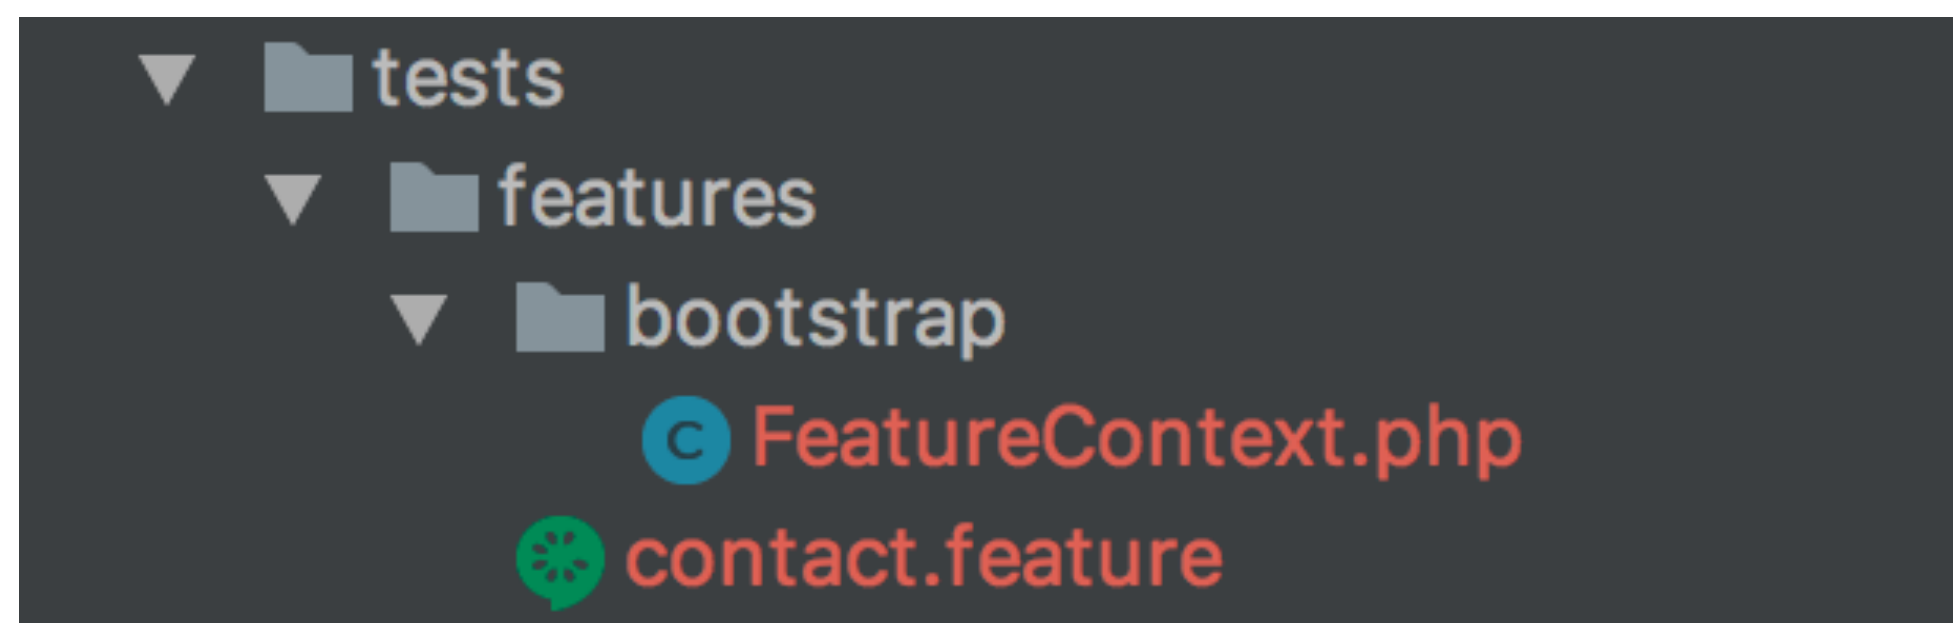 tests
features
bootstrap
C FeatureContext.php
contact.feature